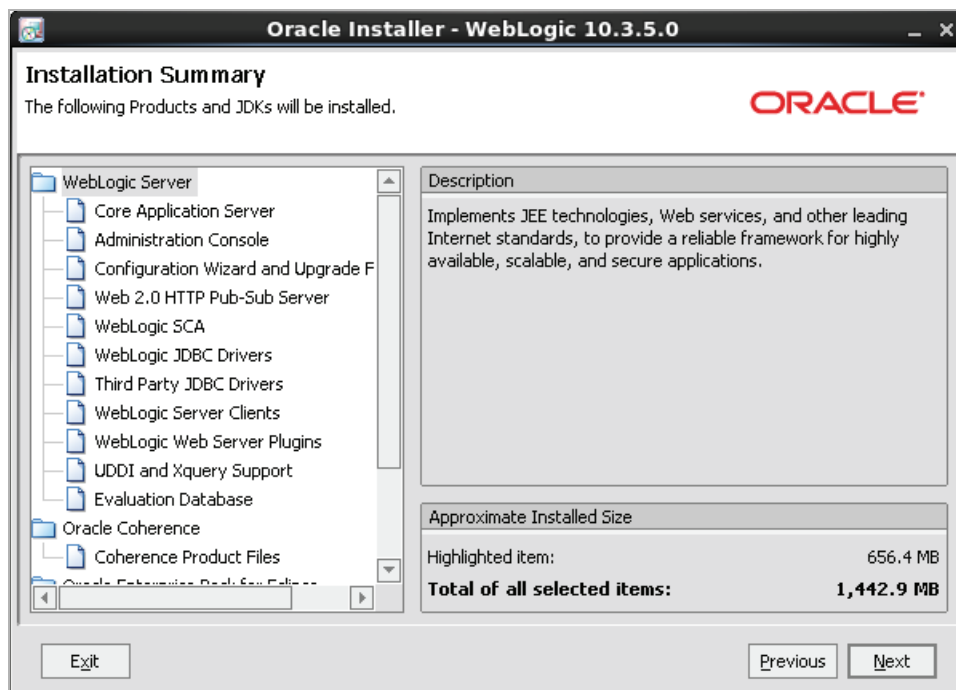 Oracle Installer - WebLogic 10.3.5.0
Installation Summary
The following Products and JDKs will be installed.
ORACLE
WebLogic Server
Core Application Server
Administration Console
Configuration Wizard and Upgrade F
Web 2.0 HTTP Pub-Sub Server
WebLogic SCA
WebLogic JDBC Drivers
Third Party JDBC Drivers
WebLogic Server Clients
WebLogic Web Server Plugins
UDDI and Xquery Support
Evaluation Database
Oracle Coherence
Coherence Product Files
Oracle Enterprise Pack for Eclipse
Description
Implements JEE technologies, Web services, and other leading
Internet standards, to provide a reliable framework for highly
available, scalable, and secure applications.
Approximate Installed Size
Highlighted item: 656.4 MB
Total of all selected items: 1,442.9 MB
Exit
Previous
Next